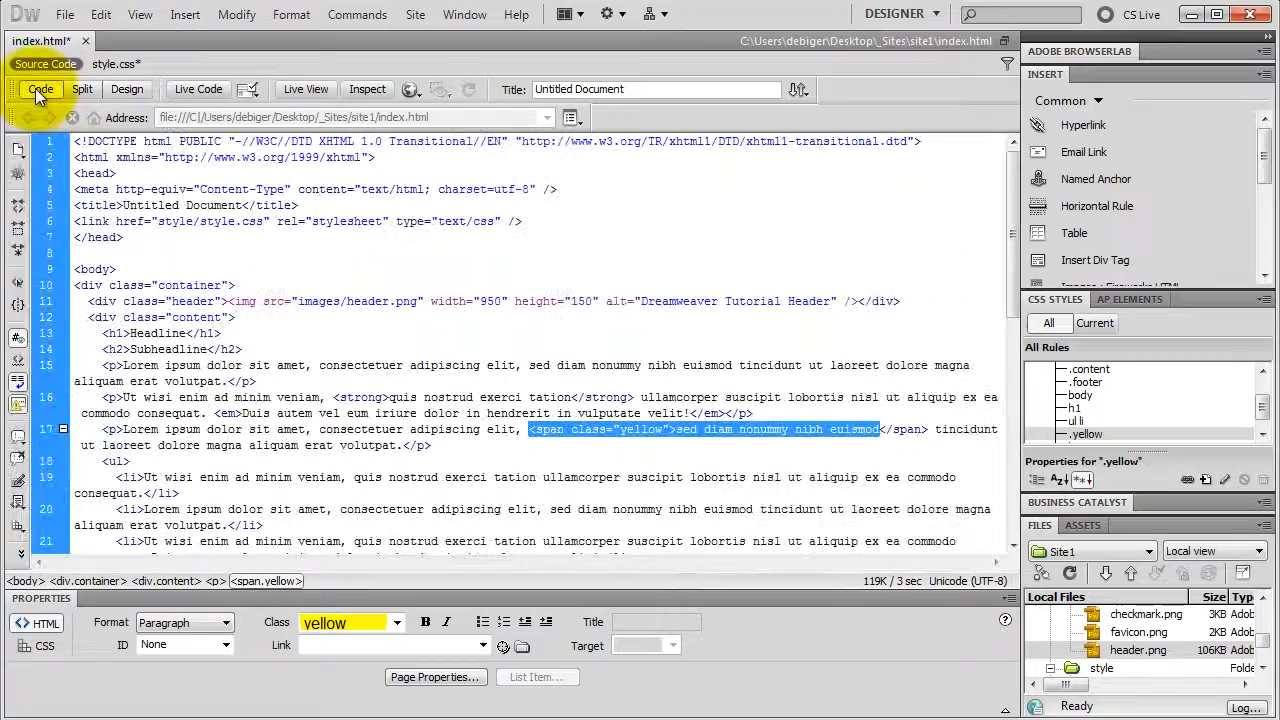 Dw File Edit View Insert Modify Format Commands Site Window Help DESIGNER CS Live
index.html* C:\Users\debiger\Desktop\_Sites\site1\index.html
Source Code style.css*
Code Split Design Live Code Live View Inspect Title: Untitled Document
Address: file:///C|/Users/debiger/Desktop/_Sites/site1/index.html
1 <!DOCTYPE html PUBLIC "-//W3C//DTD XHTML 1.0 Transitional//EN" "http://www.w3.org/TR/xhtml1/DTD/xhtml1-transitional.dtd">
2 <html xmlns="http://www.w3.org/1999/xhtml">
3 <head>
4 <meta http-equiv="Content-Type" content="text/html; charset=utf-8" />
5 <title>Untitled Document</title>
6 <link href="style/style.css" rel="stylesheet" type="text/css" />
7 </head>
8
9 <body>
10 <div class="container">
11 <div class="header"><img src="images/header.png" width="950" height="150" alt="Dreamweaver Tutorial Header" /></div>
12 <div class="content">
13 <h1>Headline</h1>
14 <h2>Subheadline</h2>
15 <p>Lorem ipsum dolor sit amet, consectetuer adipiscing elit, sed diam nonummy nibh euismod tincidunt ut laoreet dolore magna
aliquam erat volutpat.</p>
16 <p>Ut wisi enim ad minim veniam, <strong>quis nostrud exerci tation</strong> ullamcorper suscipit lobortis nisl ut aliquip ex ea
commodo consequat. <em>Duis autem vel eum iriure dolor in hendrerit in vulputate velit!</em></p>
17 <p>Lorem ipsum dolor sit amet, consectetuer adipiscing elit, <span class="yellow">sed diam nonummy nibh euismod</span> tincidunt
ut laoreet dolore magna aliquam erat volutpat.</p>
18 <ul>
19 <li>Ut wisi enim ad minim veniam, quis nostrud exerci tation ullamcorper suscipit lobortis nisl ut aliquip ex ea commodo
consequat.</li>
20 <li>Lorem ipsum dolor sit amet, consectetuer adipiscing elit, sed diam nonummy nibh euismod tincidunt ut laoreet dolore magna
aliquam erat volutpat.</li>
21 <li>Ut wisi enim ad minim veniam, quis nostrud exerci tation ullamcorper suscipit lobortis nisl ut aliquip ex ea commodo
<body> <div.container> <div.content> <p> <span.yellow> 119K / 3 sec Unicode (UTF-8)
PROPERTIES
HTML Format Paragraph Class yellow B I Title
CSS ID None Link Target
Page Properties... List Item...
ADOBE BROWSERLAB
INSERT
Common
Hyperlink
Email Link
Named Anchor
Horizontal Rule
Table
Insert Div Tag
CSS STYLES AP ELEMENTS
All Current
All Rules
.content
.footer
body
h1
ul li
.yellow
Properties for ".yellow"
Az↓
BUSINESS CATALYST
FILES ASSETS
Site1 Local view
Local Files Size Type
checkmark.png 3KB Adob
favicon.png 2KB Adob
header.png 106KB Adob
style Folde
Ready Log...